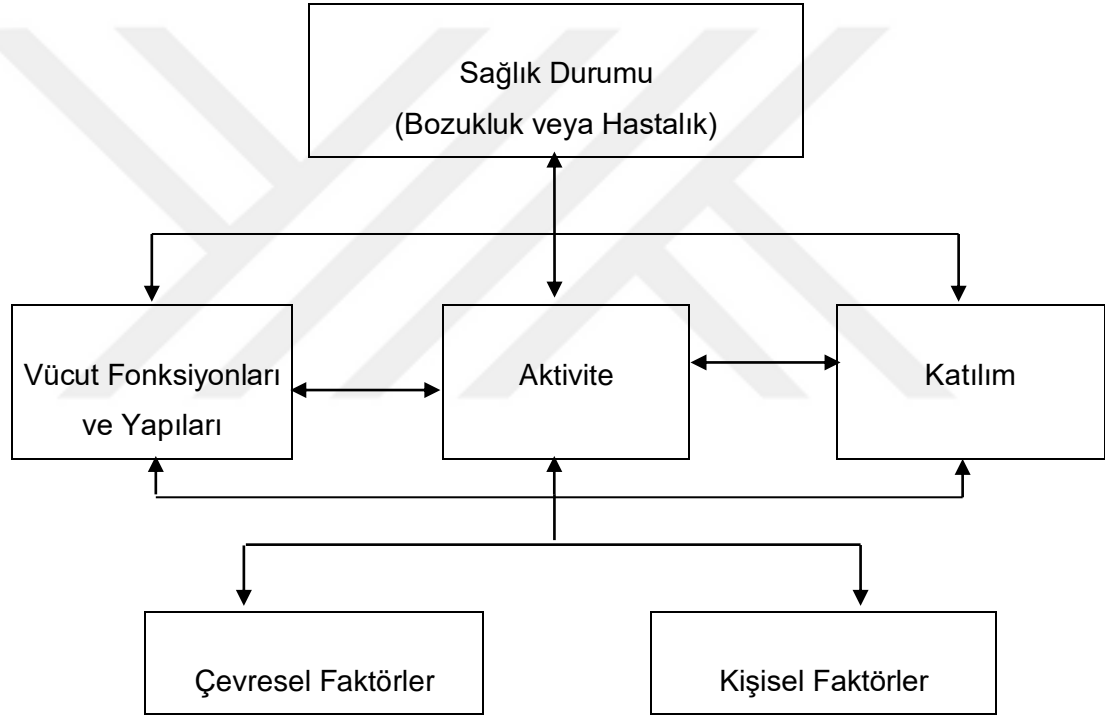 Sağlık Durumu
(Bozukluk veya Hastalık)
Vücut Fonksiyonları
ve Yapıları
Aktivite
Katılım
Çevresel Faktörler
Kişisel Faktörler